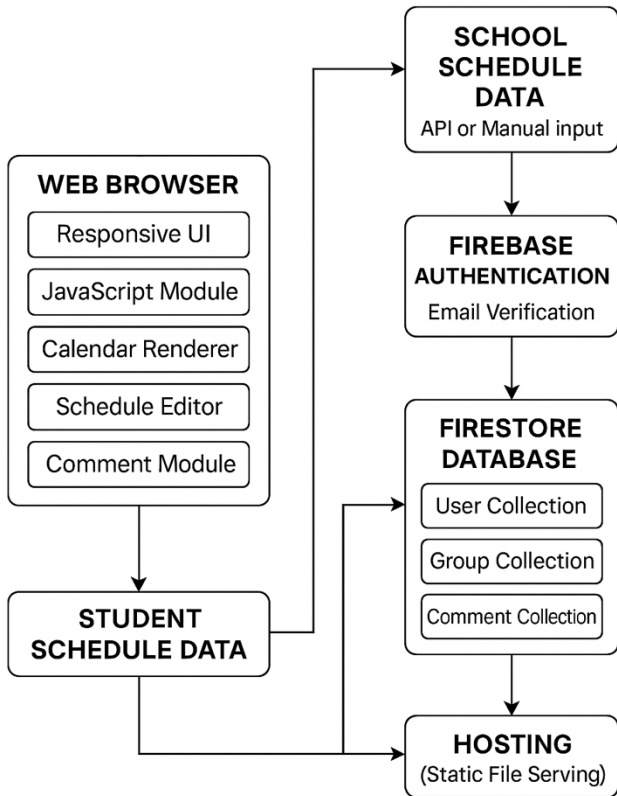 WEB BROWSER
Responsive UI
JavaScript Module
Calendar Renderer
Schedule Editor
Comment Module
STUDENT
SCHEDULE DATA
SCHOOL
SCHEDULE
DATA
API or Manual input
FIREBASE
AUTHENTICATION
Email Verification
FIRESTORE
DATABASE
User Collection
Group Collection
Comment Collection
HOSTING
(Static File Serving)